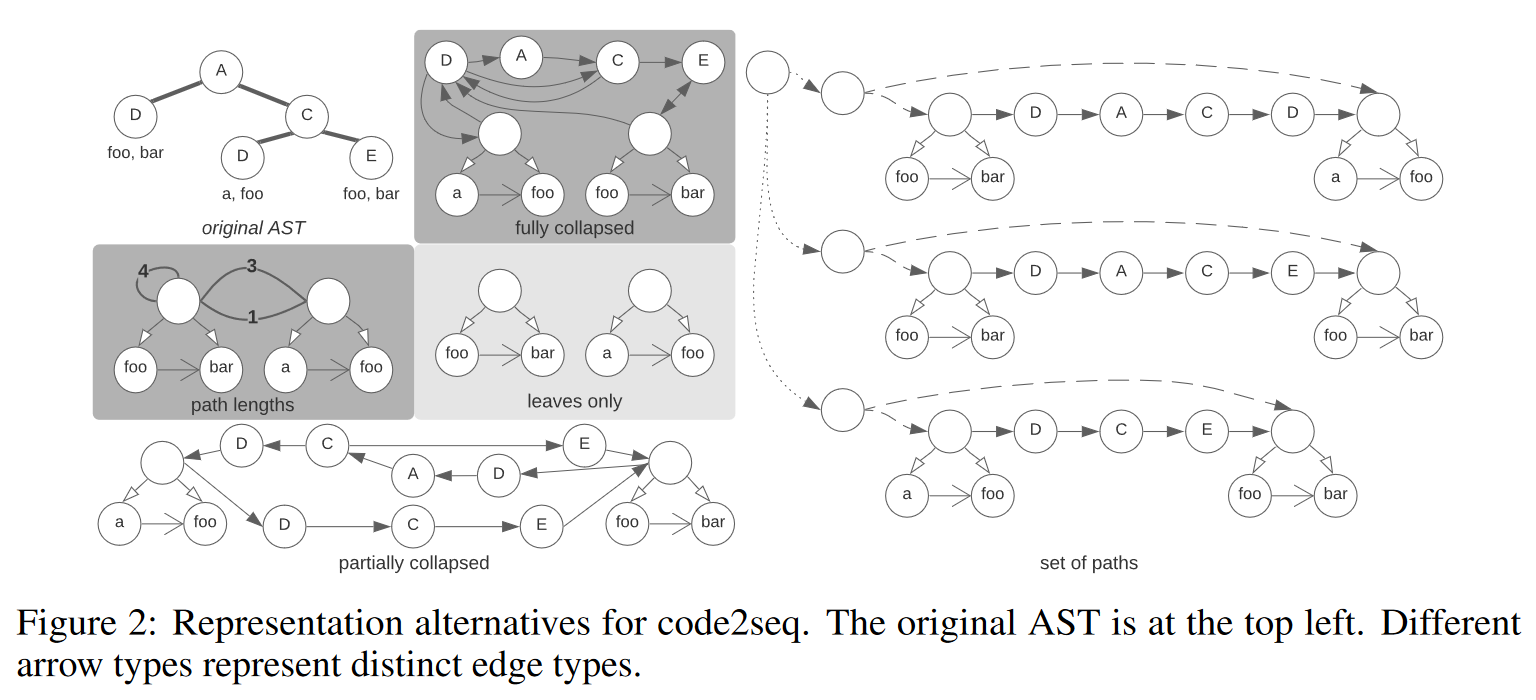 A
D
C
foo, bar
D
E
a, foo
foo, bar
original AST
D
A
C
E
a
foo
foo
bar
fully collapsed
4
3
1
foo
bar
a
foo
path lengths
foo
bar
a
foo
leaves only
D
C
E
A
D
a
foo
D
C
E
foo
bar
partially collapsed
D
A
C
D
foo
bar
a
foo
D
A
C
E
foo
bar
foo
bar
D
C
E
a
foo
foo
bar
set of paths
Figure 2: Representation alternatives for code2seq. The original AST is at the top left. Different
arrow types represent distinct edge types.